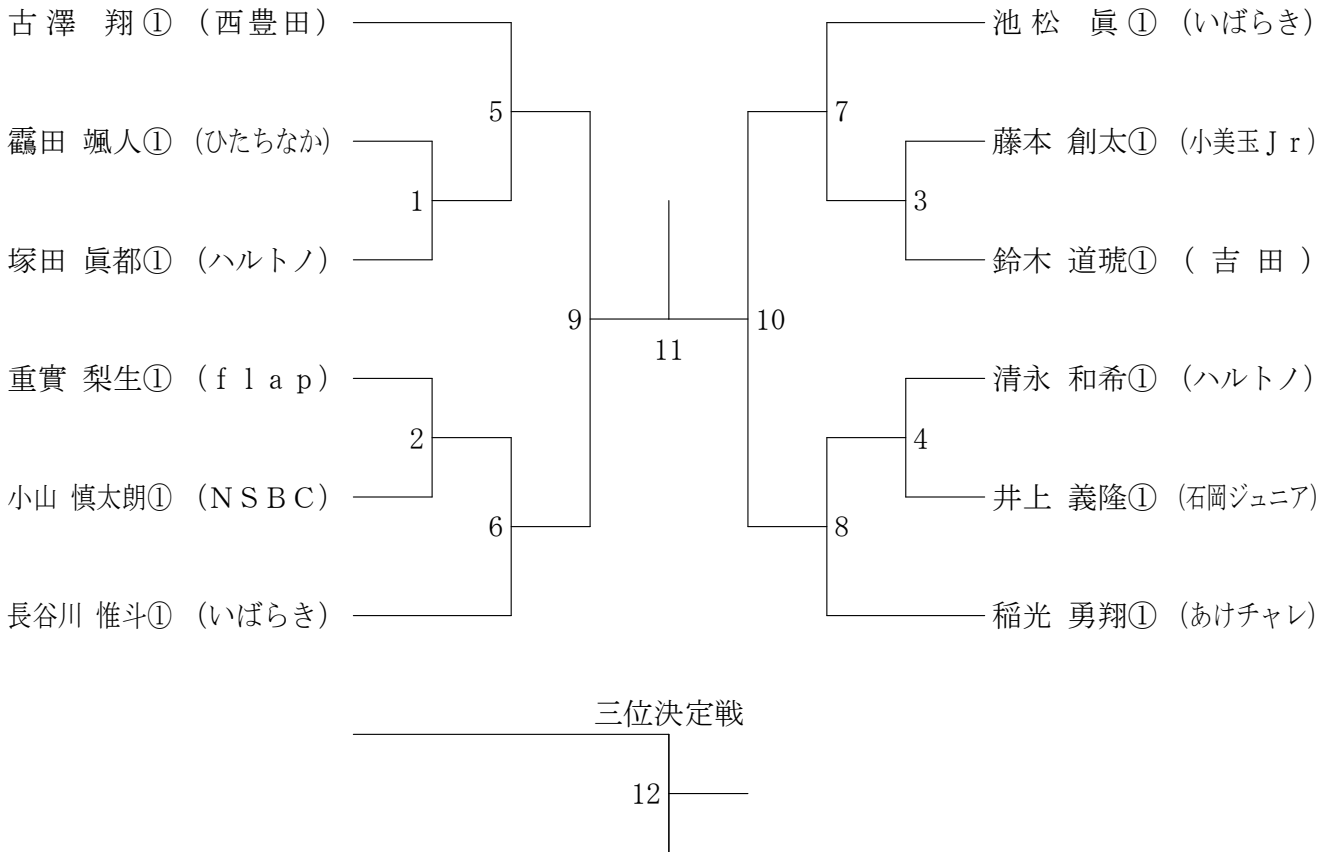 古澤 翔① (西豊田)
靏田 颯人① (ひたちなか)
塚田 眞都① (ハルトノ)
重實 梨生① (flap)
小山 慎太朗① (NSBC)
長谷川 惟斗① (いばらき)
5
1
9
2
6
11
池松 眞① (いばらき)
藤本 創太① (小美玉Jr)
鈴木 道琥① (吉田)
清永 和希① (ハルトノ)
井上 義隆① (石岡ジュニア)
稲光 勇翔① (あけチャレ)
7
3
10
4
8
三位決定戦
12